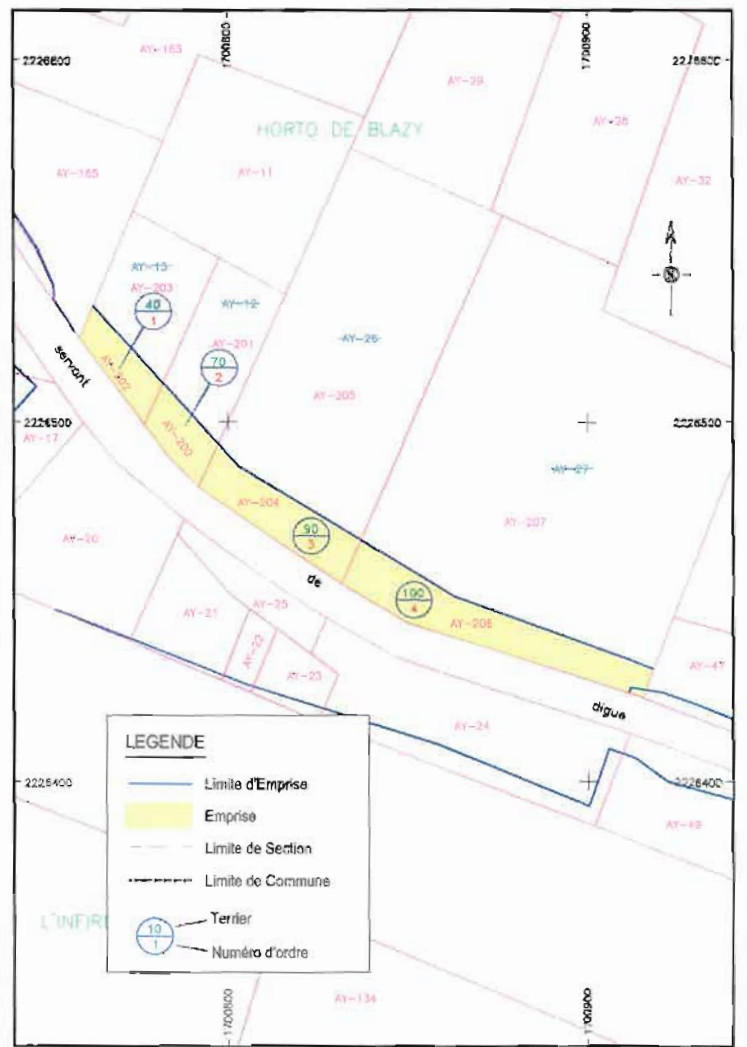 1700800
1700900
2226600
2226600
AY-163
AY-29
HORTO DE BLAZY
AY-28
AY-165
AY-11
AY-32
AY-13
AY-203
AY-12
40
1
AY-201
AY-26
70
2
servant
AY-202
AY-205
2226500
2226500
AY-17
AY-200
AY-27
AY-204
AY-207
AY-20
90
3
de
100
4
AY-25
AY-21
AY-206
AY-22
AY-23
AY-47
digue
AY-24
LEGENDE
2226400
Limite d'Emprise
2226400
Emprise
AY-49
Limite de Section
Limite de Commune
Terrier
10
1
Numéro d'ordre
AY-134
1700800
1700900